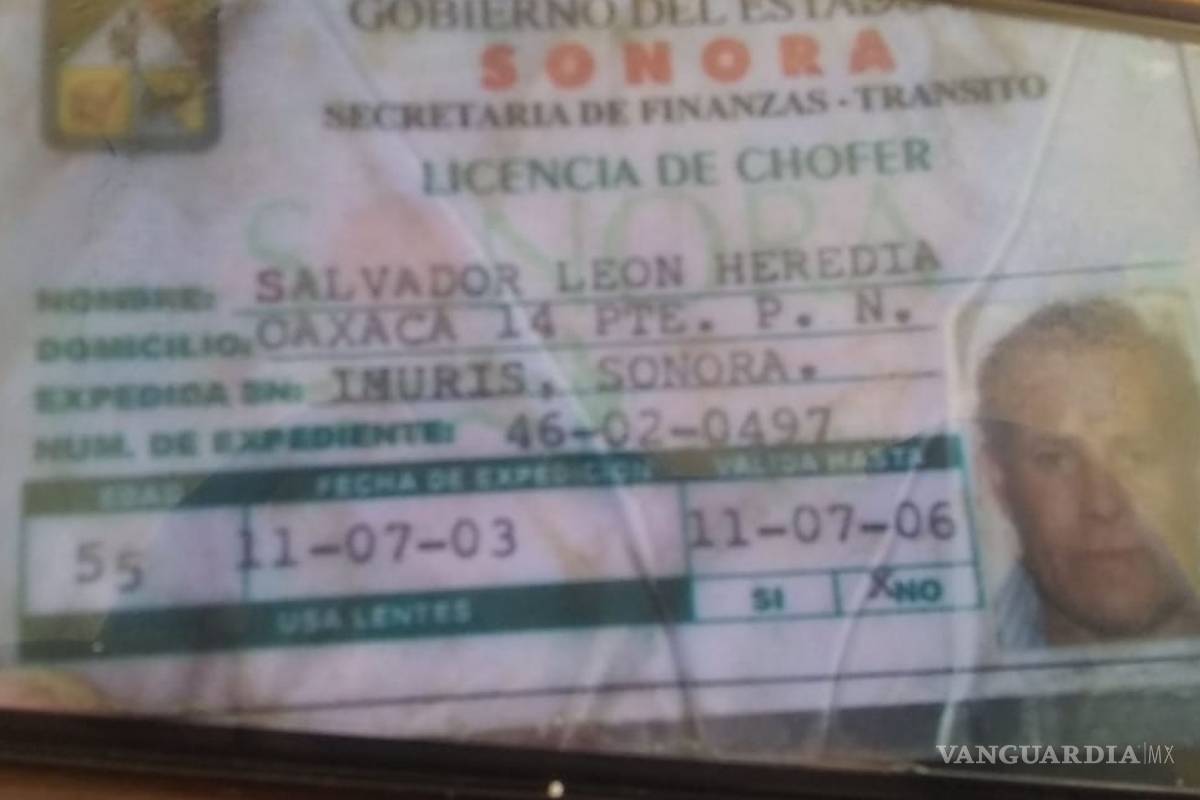 GOBIERNO DEL ESTADO
SONORA
SECRETARIA DE FINANZAS - TRANSITO
LICENCIA DE CHOFER
SONORA
NOMBRE: SALVADOR LEON HEREDIA
DOMICILIO: OAXACA 14 PTE. P. N.
EXPEDIDA EN: IMURIS, SONORA.
NUM. DE EXPEDIENTE: 46-02-0497
EDAD FECHA DE EXPEDICION VALIDA HASTA
55 11-07-03 11-07-06
USA LENTES SI XNO
VANGUARDIA|MX